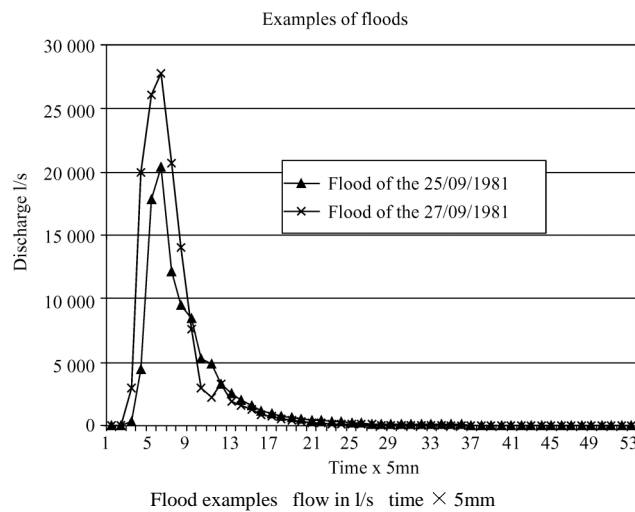 Examples of floods
30 000
25 000
20 000
15 000
10 000
5 000
0
Discharge l/s
Flood of the 25/09/1981
Flood of the 27/09/1981
1 5 9 13 17 21 25 29 33 37 41 45 49 53
Time x 5mn
Flood examples flow in l/s time × 5mm